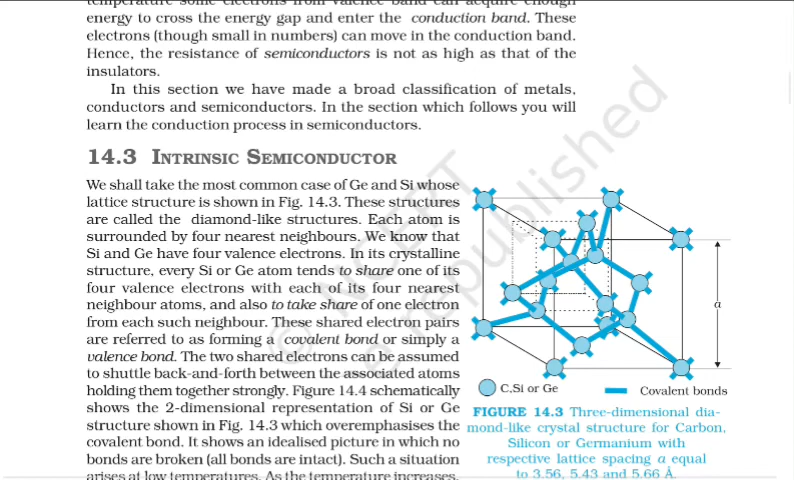 temperature some electrons from valence band can acquire enough
energy to cross the energy gap and enter the conduction band. These
electrons (though small in numbers) can move in the conduction band.
Hence, the resistance of semiconductors is not as high as that of the
insulators.
In this section we have made a broad classification of metals,
conductors and semiconductors. In the section which follows you will
learn the conduction process in semiconductors.
14.3 INTRINSIC SEMICONDUCTOR
We shall take the most common case of Ge and Si whose
lattice structure is shown in Fig. 14.3. These structures
are called the diamond-like structures. Each atom is
surrounded by four nearest neighbours. We know that
Si and Ge have four valence electrons. In its crystalline
structure, every Si or Ge atom tends to share one of its
four valence electrons with each of its four nearest
neighbour atoms, and also to take share of one electron
from each such neighbour. These shared electron pairs
are referred to as forming a covalent bond or simply a
valence bond. The two shared electrons can be assumed
to shuttle back-and-forth between the associated atoms
holding them together strongly. Figure 14.4 schematically
shows the 2-dimensional representation of Si or Ge
structure shown in Fig. 14.3 which overemphasises the
covalent bond. It shows an idealised picture in which no
bonds are broken (all bonds are intact). Such a situation
arises at low temperatures. As the temperature increases,
a
C,Si or Ge
Covalent bonds
FIGURE 14.3 Three-dimensional dia-
mond-like crystal structure for Carbon,
Silicon or Germanium with
respective lattice spacing a equal
to 3.56, 5.43 and 5.66 Å.
© NCERT
republished